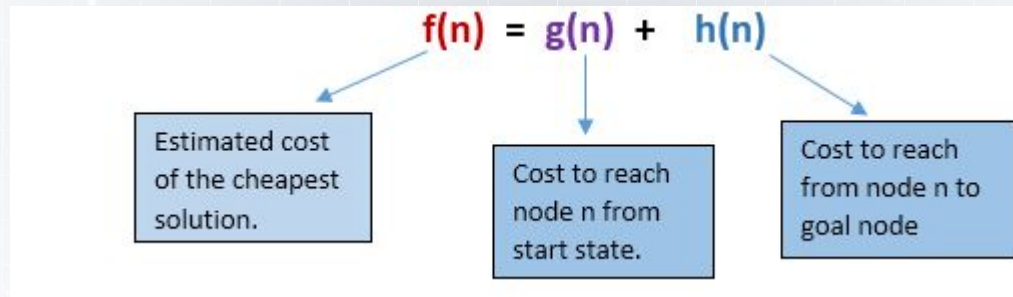 f(n) = g(n) + h(n)
Estimated cost
of the cheapest
solution.
Cost to reach
node n from
start state.
Cost to reach
from node n to
goal node